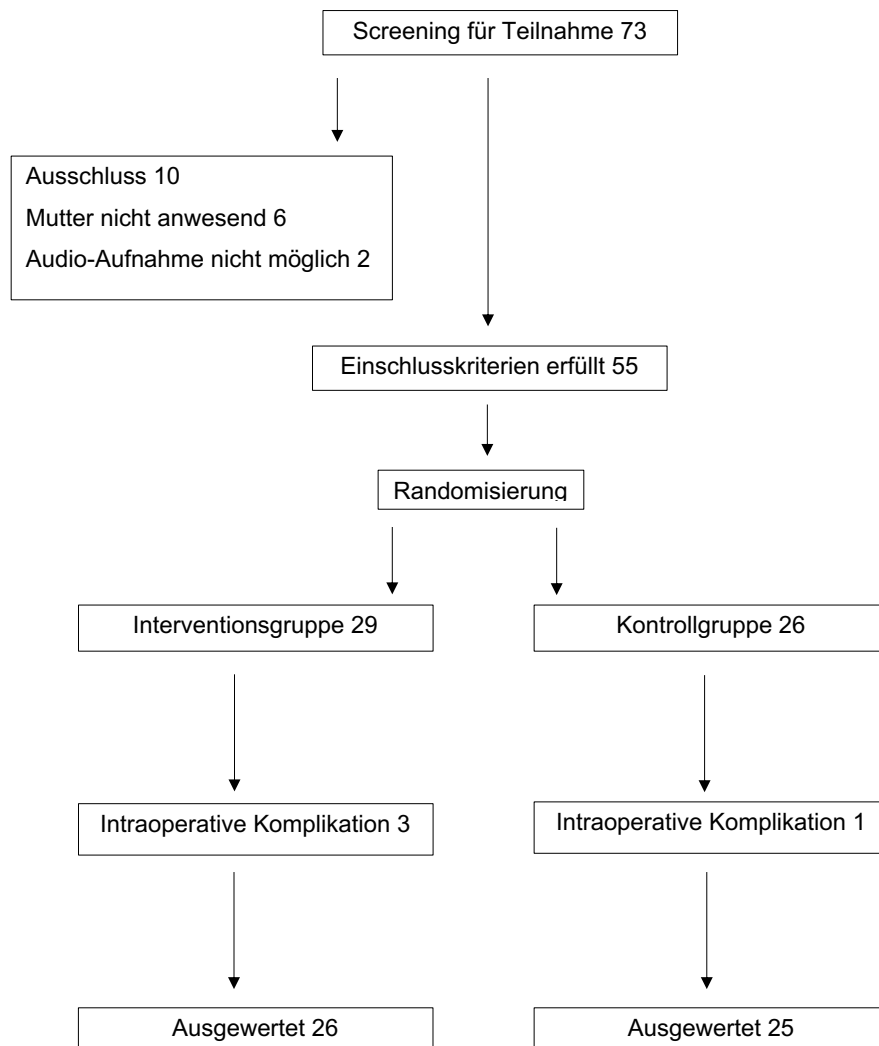 Screening für Teilnahme 73
Ausschluss 10
Mutter nicht anwesend 6
Audio-Aufnahme nicht möglich 2
Einschlusskriterien erfüllt 55
Randomisierung
Interventionsgruppe 29
Kontrollgruppe 26
Intraoperative Komplikation 3
Intraoperative Komplikation 1
Ausgewertet 26
Ausgewertet 25